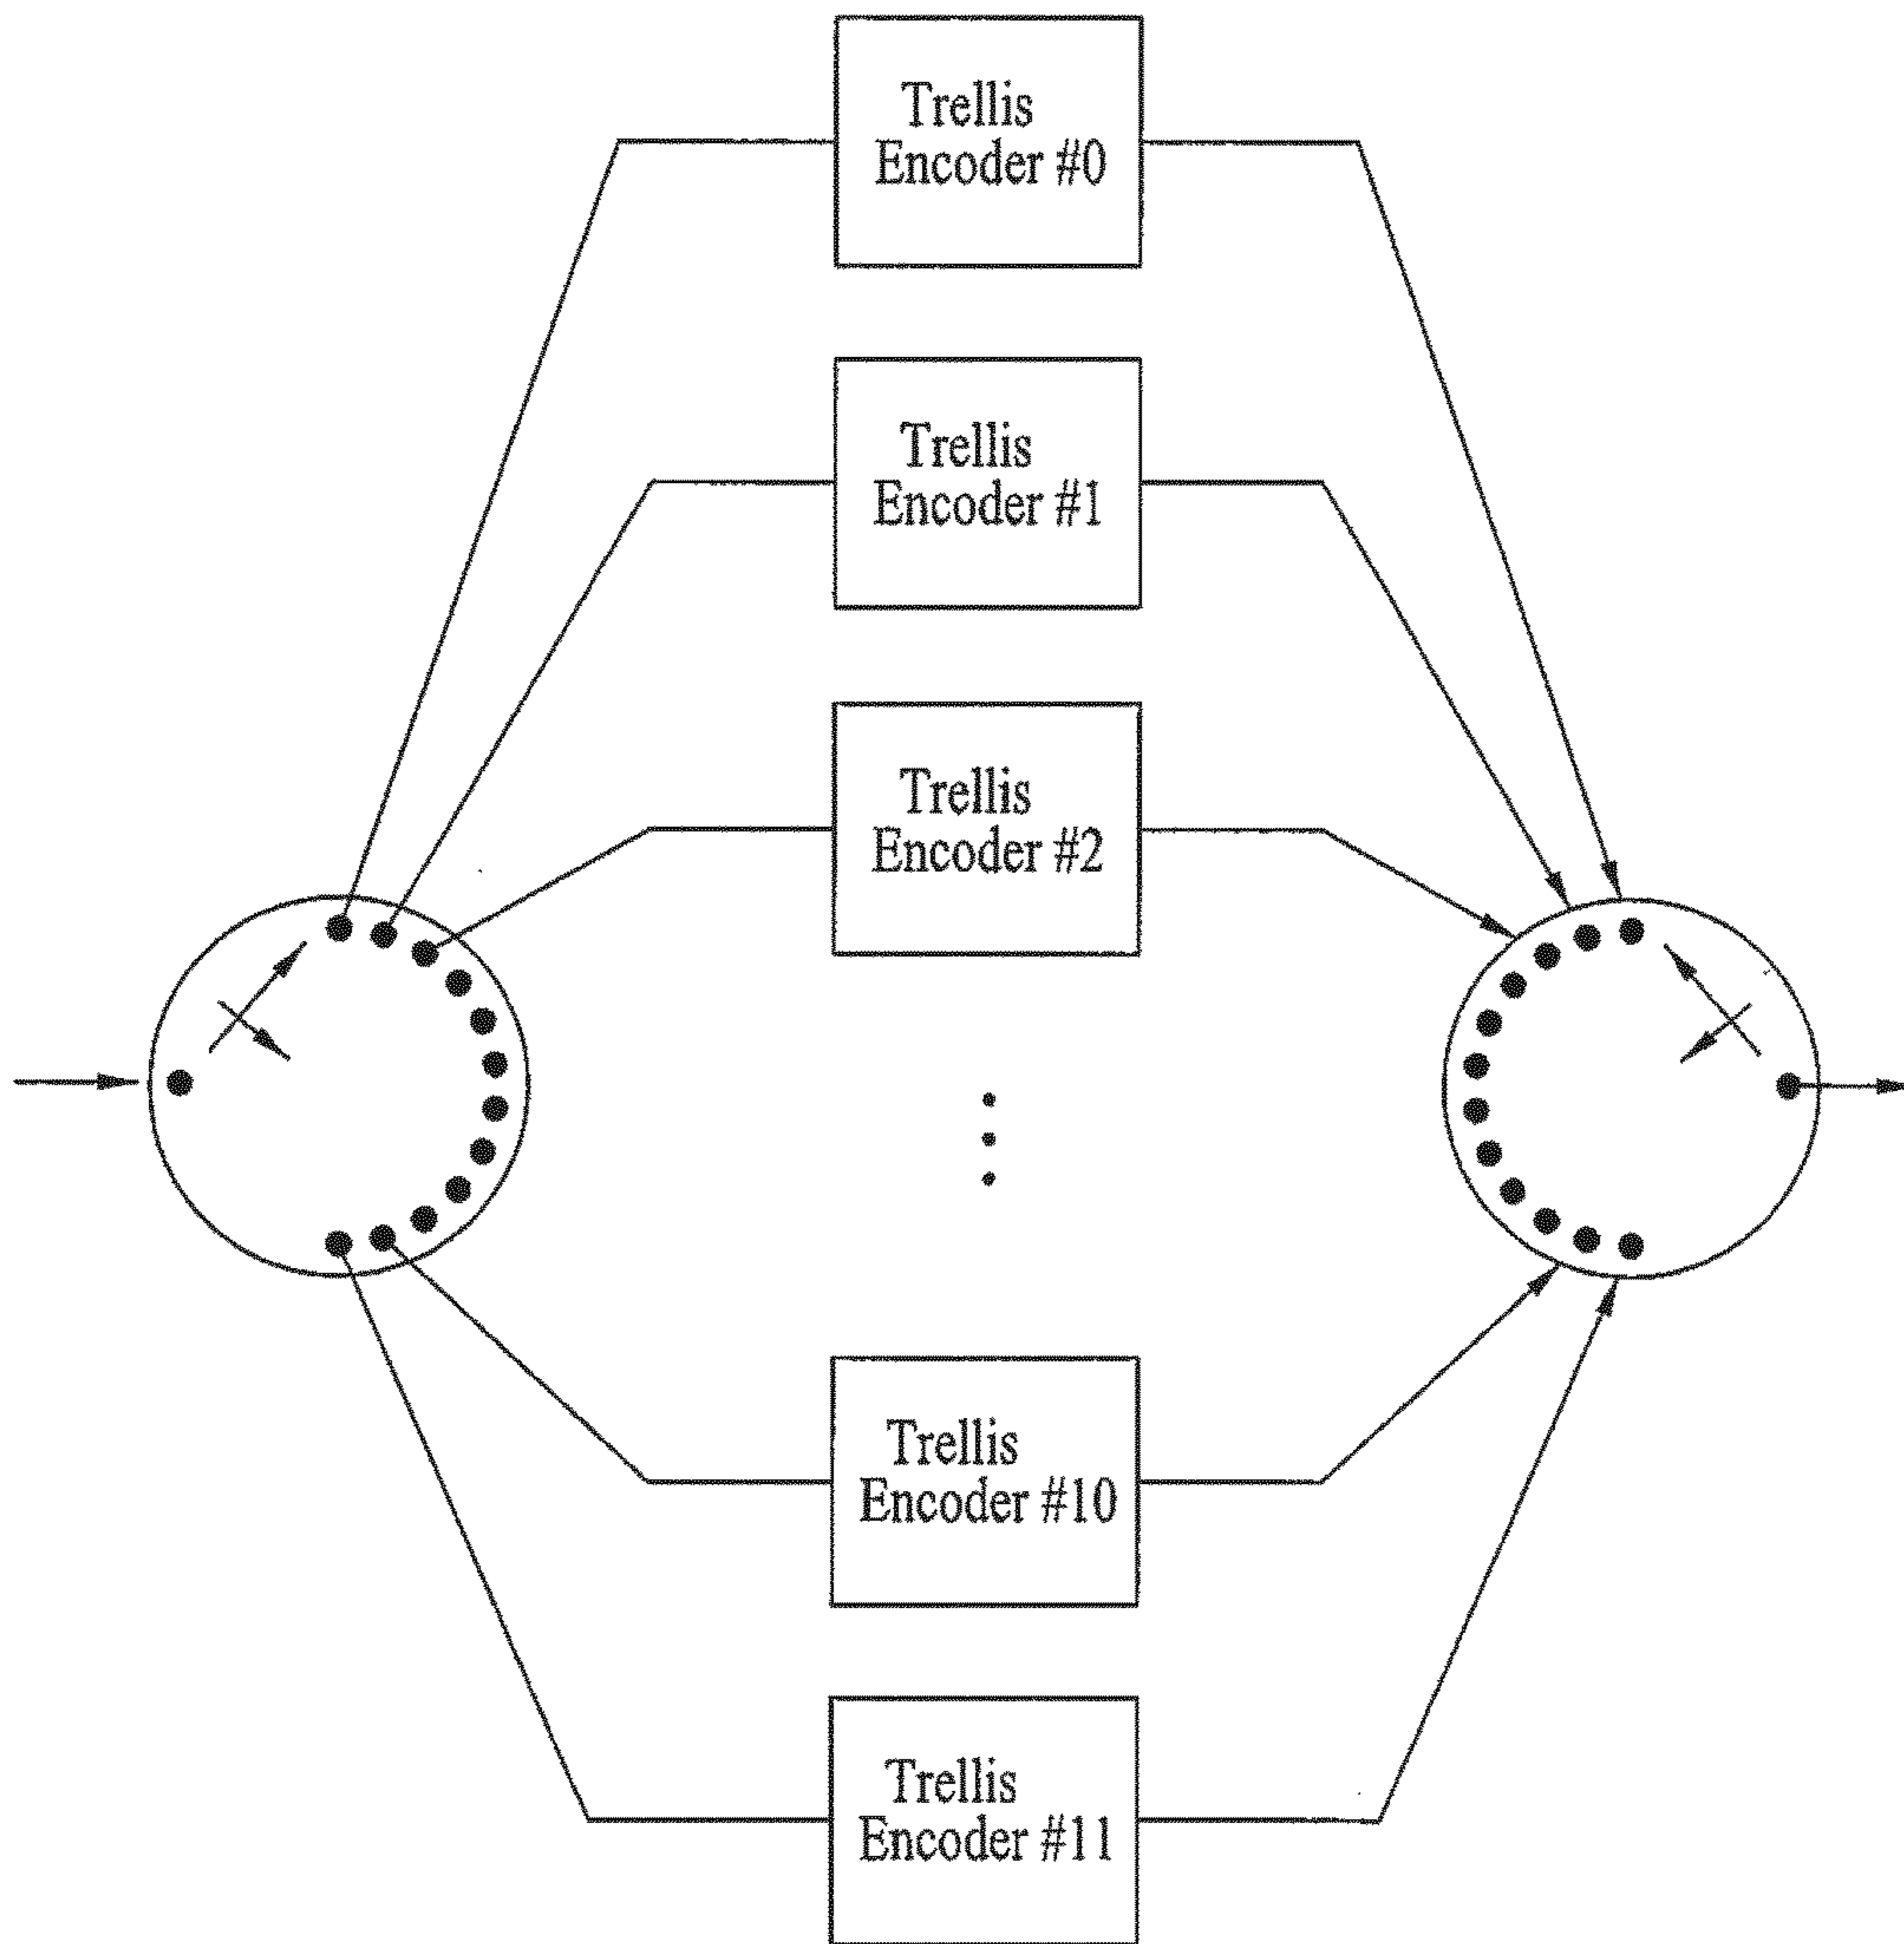 Trellis
Encoder #0
Trellis
Encoder #1
Trellis
Encoder #2
Trellis
Encoder #10
Trellis
Encoder #11